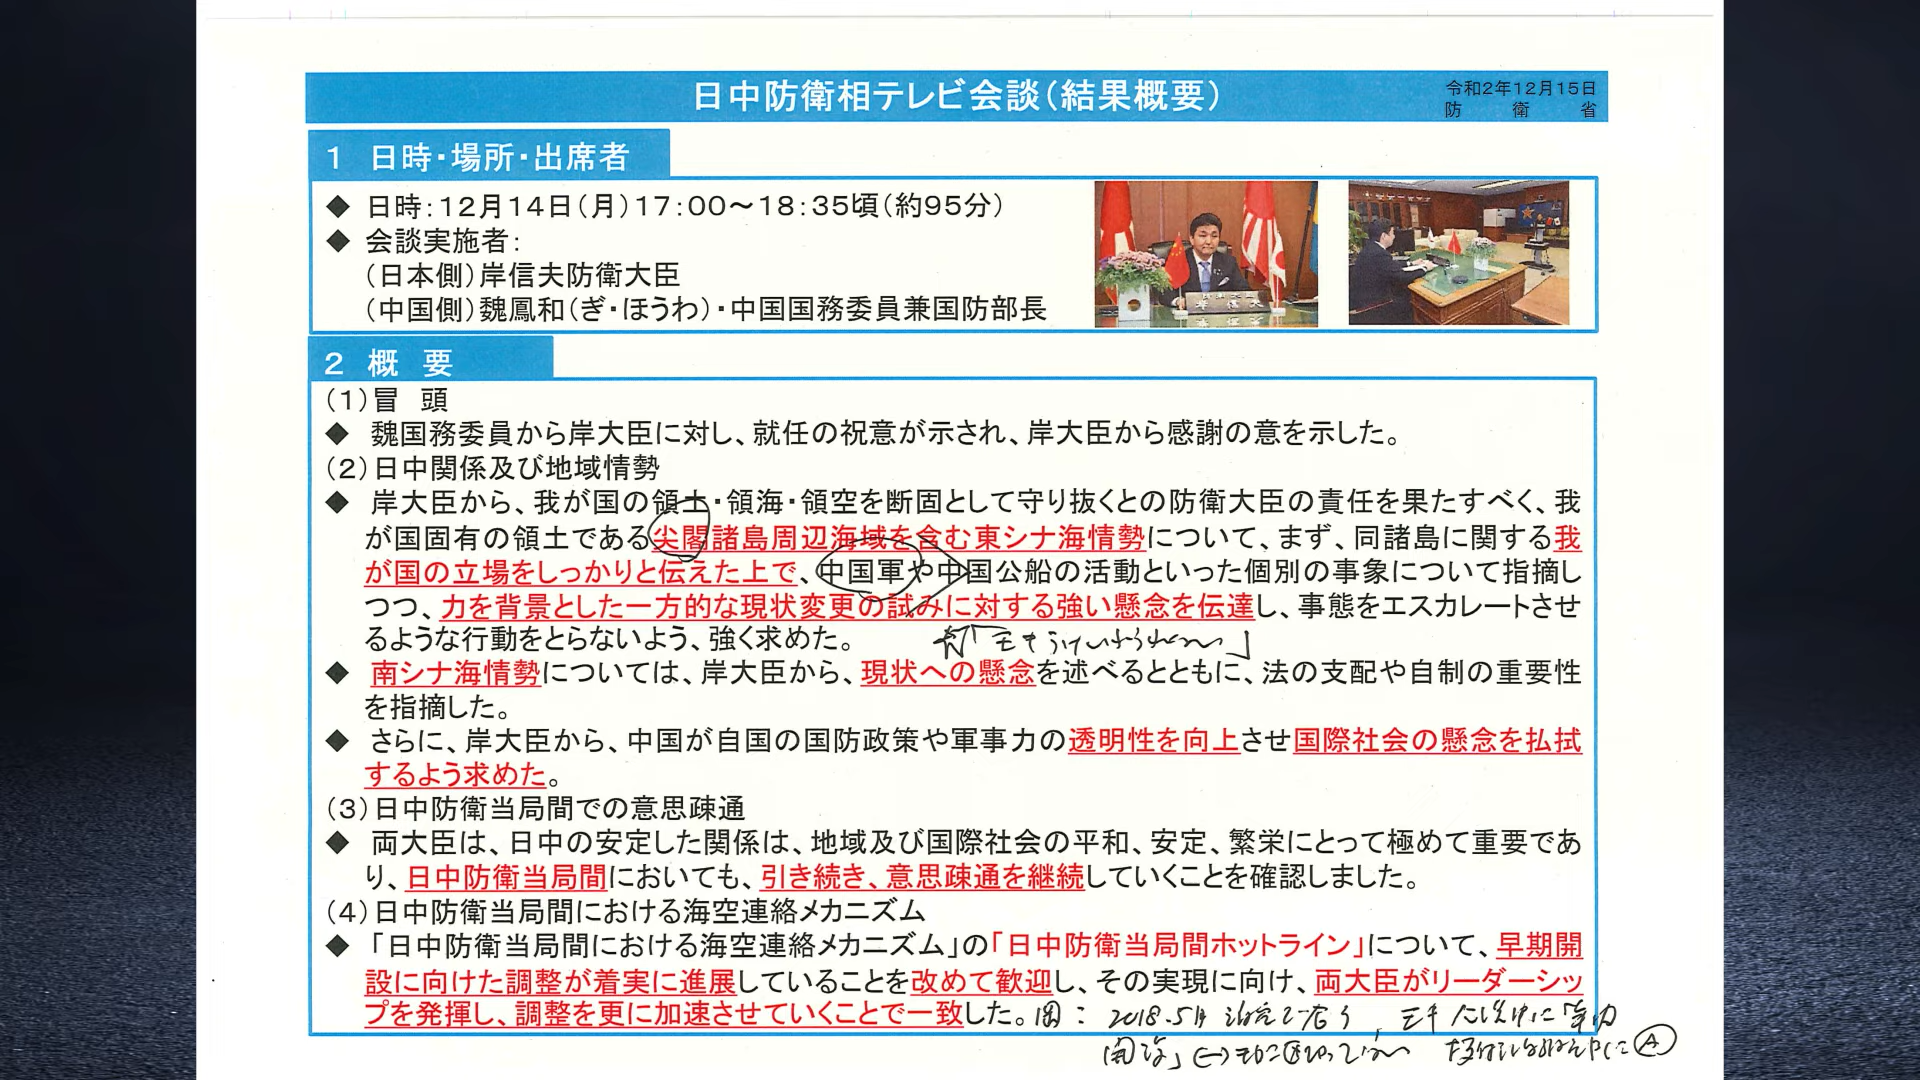 日中防衛相テレビ会談(結果概要)
令和2年12月15日
防衛省
1 日時・場所・出席者
◆ 日時:12月14日(月)17:00～18:35頃(約95分)
◆ 会談実施者:
(日本側)岸信夫防衛大臣
(中国側)魏鳳和(ぎ・ほうわ)・中国国務委員兼国防部長
2 概 要
(1)冒 頭
◆ 魏国務委員から岸大臣に対し、就任の祝意が示され、岸大臣から感謝の意を示した。
(2)日中関係及び地域情勢
◆ 岸大臣から、我が国の領土・領海・領空を断固として守り抜くとの防衛大臣の責任を果たすべく、我
が国固有の領土である尖閣諸島周辺海域を含む東シナ海情勢について、まず、同諸島に関する我
が国の立場をしっかりと伝えた上で、中国軍や中国公船の活動といった個別の事象について指摘し
つつ、力を背景とした一方的な現状変更の試みに対する強い懸念を伝達し、事態をエスカレートさせ
るような行動をとらないよう、強く求めた。
◆ 南シナ海情勢については、岸大臣から、現状への懸念を述べるとともに、法の支配や自制の重要性
を指摘した。
◆ さらに、岸大臣から、中国が自国の国防政策や軍事力の透明性を向上させ国際社会の懸念を払拭
するよう求めた。
(3)日中防衛当局間での意思疎通
◆ 両大臣は、日中の安定した関係は、地域及び国際社会の平和、安定、繁栄にとって極めて重要であ
り、日中防衛当局間においても、引き続き、意思疎通を継続していくことを確認しました。
(4)日中防衛当局間における海空連絡メカニズム
◆ 「日中防衛当局間における海空連絡メカニズム」の「日中防衛当局間ホットライン」について、早期開
設に向けた調整が着実に進展していることを改めて歓迎し、その実現に向け、両大臣がリーダーシッ
プを発揮し、調整を更に加速させていくことで一致した。
2018.5月
A